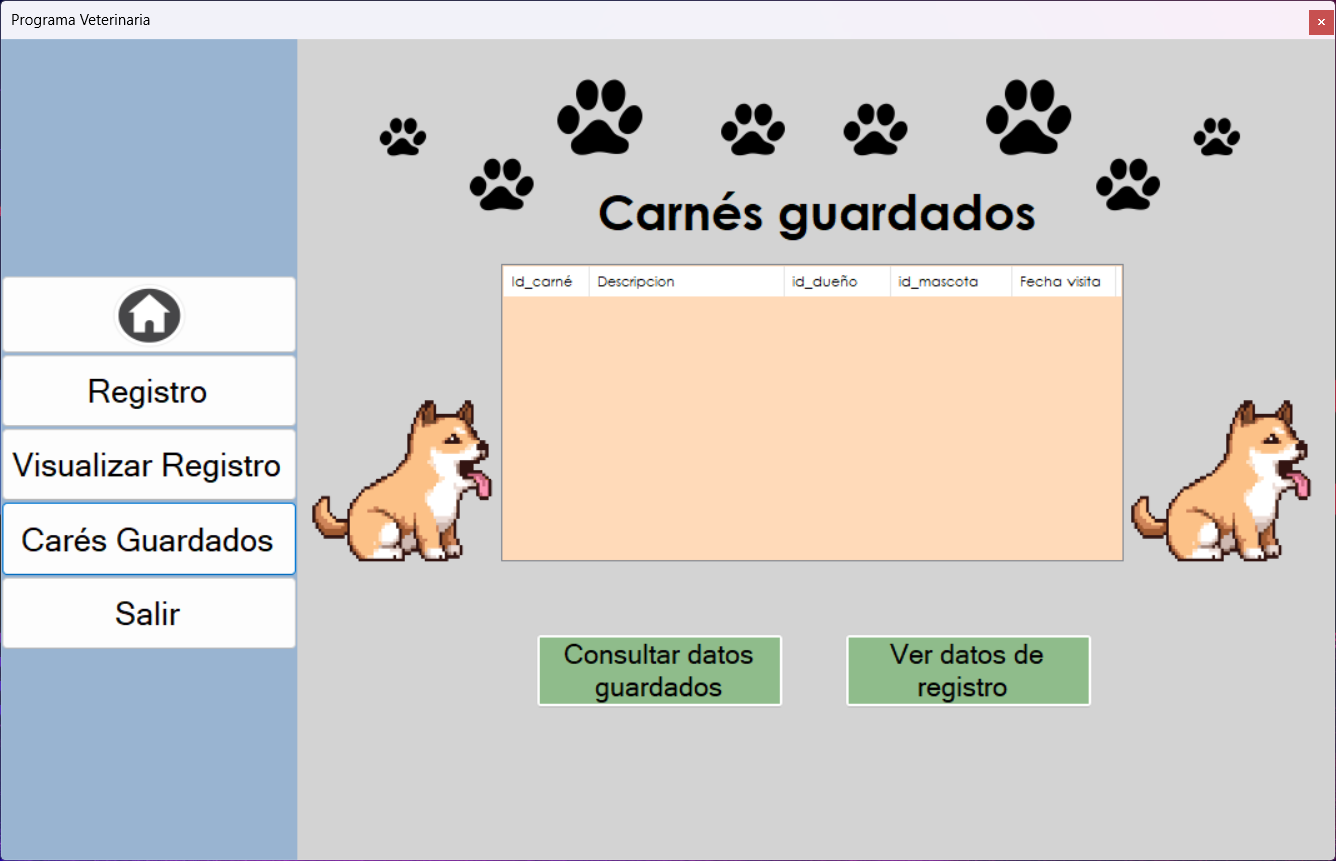 Programa Veterinaria
Carnés guardados
Id_carné Descripcion id_dueño id_mascota Fecha visita
Registro
Visualizar Registro
Carés Guardados
Salir
Consultar datos
guardados
Ver datos de
registro